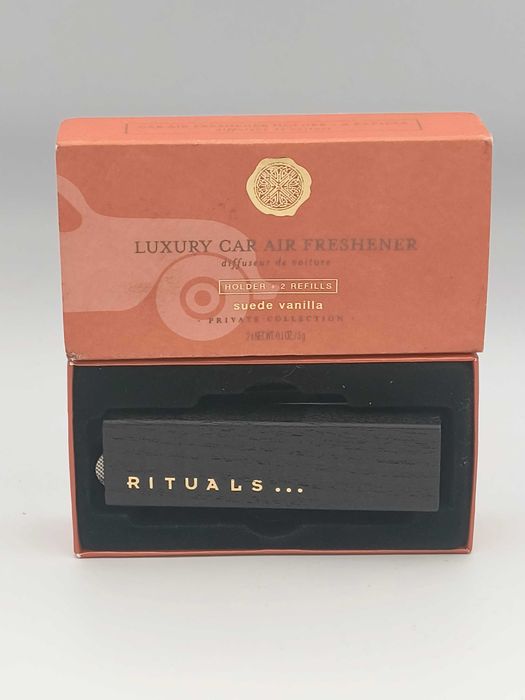 LUXURY CAR AIR FRESHENER
diffuseur de voiture
HOLDER + 2 REFILLS
suede vanilla
· PRIVATE COLLECTION ·
RITUALS...